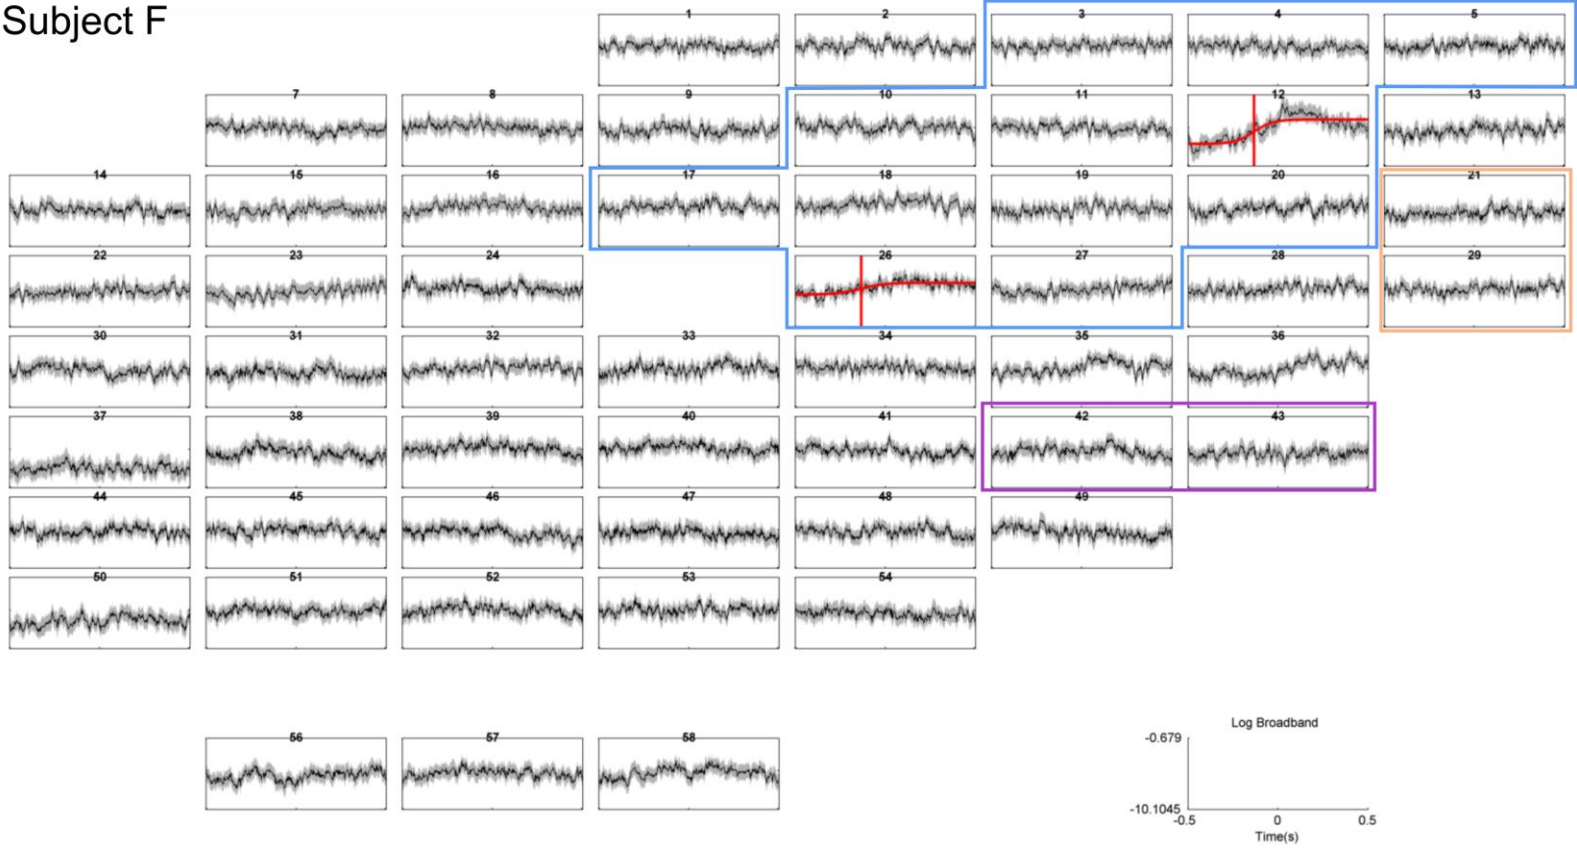 Subject F
1 2 3 4 5
7 8 9 10 11 12 13
14 15 16 17 18 19 20 21
22 23 24 26 27 28 29
30 31 32 33 34 35 36
37 38 39 40 41 42 43
44 45 46 47 48 49
50 51 52 53 54
Log Broadband
56 57 58 -0.679
-10.1045
-0.5 0 0.5
Time(s)